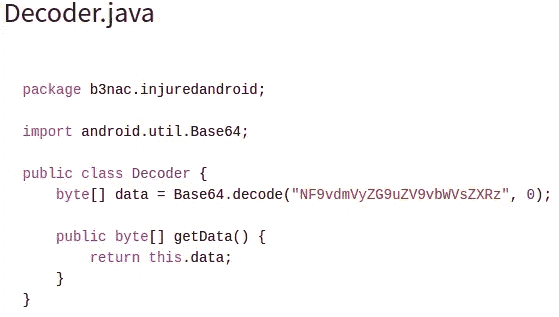 Decoder.java
package b3nac.injuredandroid;
import android.util.Base64;
public class Decoder {
byte[] data = Base64.decode("NF9vdmVyZG9uZV9vbWVsZXRz", 0);
public byte[] getData() {
return this.data;
}
}